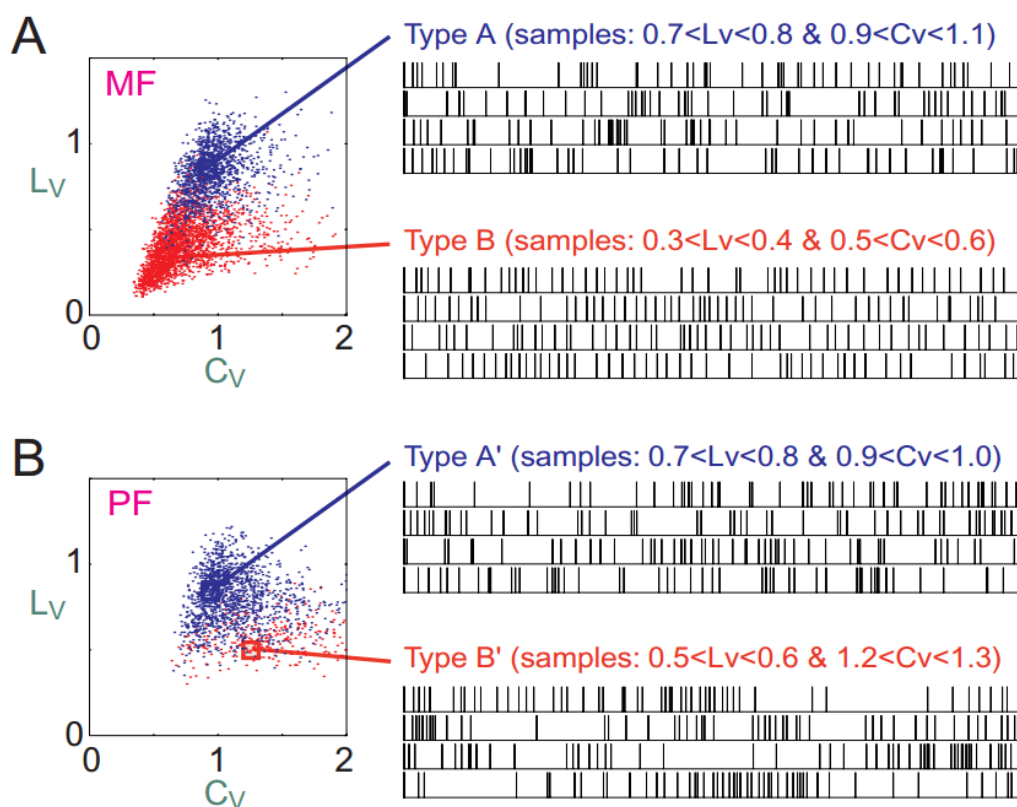 A
MF
1
LV
0
0
1
2
CV
Type A (samples: 0.7<Lv<0.8 & 0.9<Cv<1.1)
Type B (samples: 0.3<Lv<0.4 & 0.5<Cv<0.6)
B
PF
1
LV
0
0
1
2
CV
Type A' (samples: 0.7<Lv<0.8 & 0.9<Cv<1.0)
Type B' (samples: 0.5<Lv<0.6 & 1.2<Cv<1.3)